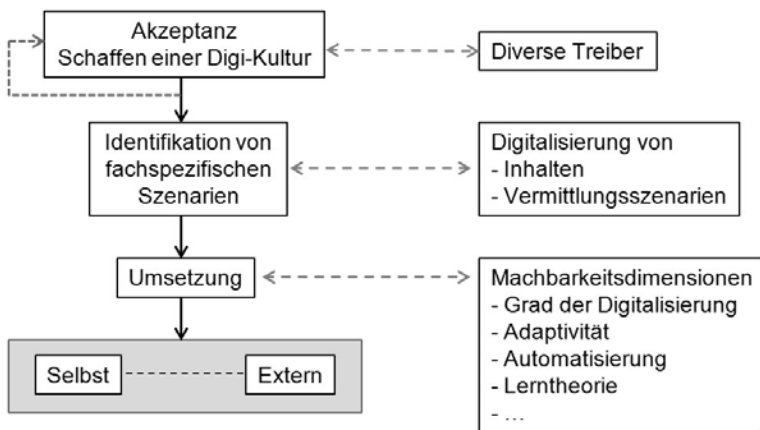 Akzeptanz
Schaffen einer Digi-Kultur
Diverse Treiber
Identifikation von
fachspezifischen
Szenarien
Digitalisierung von
- Inhalten
- Vermittlungsszenarien
Umsetzung
Machbarkeitsdimensionen
- Grad der Digitalisierung
- Adaptivität
- Automatisierung
- Lerntheorie
- ...
Selbst
Extern